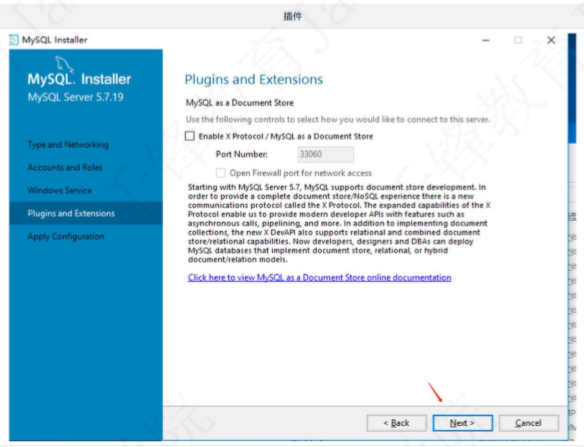 插件
MySQL Installer
MySQL. Installer
MySQL Server 5.7.19
Type and Networking
Accounts and Roles
Windows Service
Plugins and Extensions
Apply Configuration
Plugins and Extensions
MySQL as a Document Store
Use the following controls to select how you would like to connect to this server.
Enable X Protocol / MySQL as a Document Store
Port Number: 33060
Open Firewall port for network access
Starting with MySQL Server 5.7, MySQL supports document store development. In
order to provide a complete document store/NoSQL experience there is a new
communications protocol called the X Protocol. The expanded capabilities of the X
Protocol enable us to provide modern developer APIs with features such as
asynchronous calls, pipelining, and more. In addition to implementing document
collections, the new X DevAPI also supports relational and combined document
store/relational capabilities. Now developers, designers and DBAs can deploy
MySQL databases that implement document store, relational, or hybrid
document/relation models.
Click here to view MySQL as a Document Store online documentation
< Back
Next >
Cancel